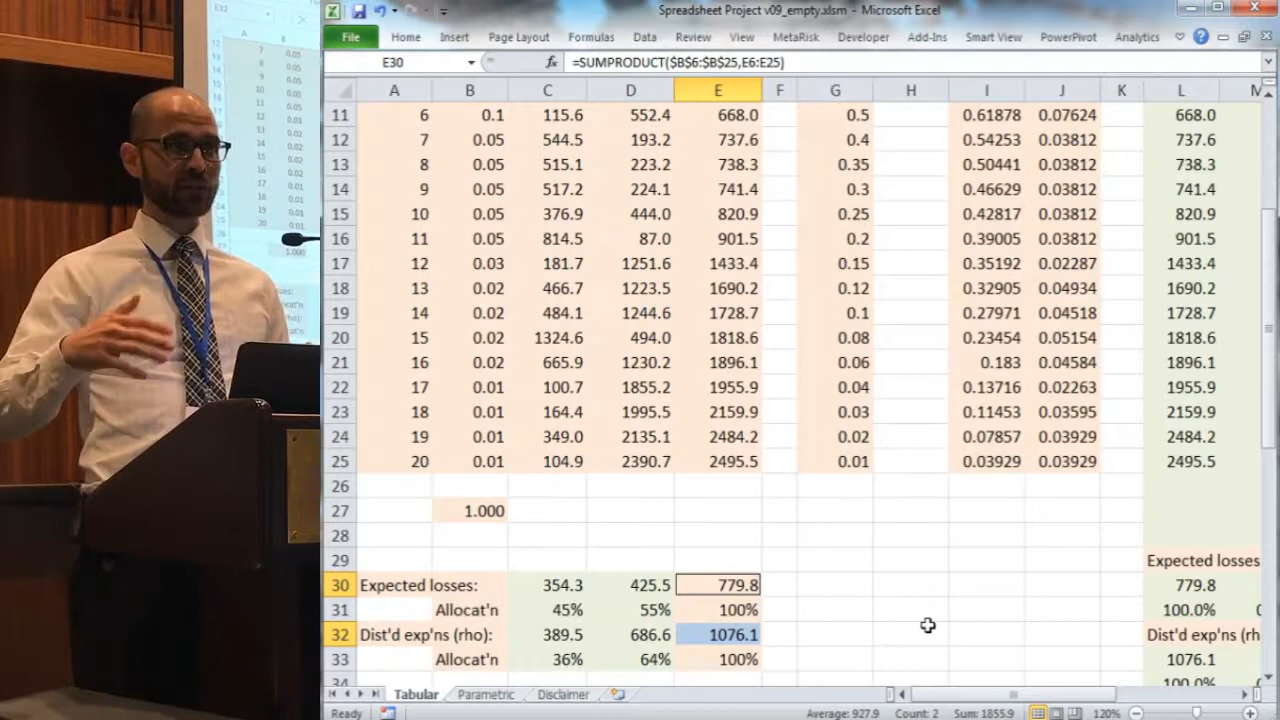 Spreadsheet Project v09_empty.xlsm – Microsoft Excel
File Home Insert Page Layout Formulas Data Review View MetaRisk Developer Add-Ins Smart View PowerPivot Analytics
E30 fx =SUMPRODUCT($B$6:$B$25,E6:E25)
A B C D E F G H I J K L M
11 6 0.1 115.6 552.4 668.0 0.5 0.61878 0.07624 668.0
12 7 0.05 544.5 193.2 737.6 0.4 0.54253 0.03812 737.6
13 8 0.05 515.1 223.2 738.3 0.35 0.50441 0.03812 738.3
14 9 0.05 517.2 224.1 741.4 0.3 0.46629 0.03812 741.4
15 10 0.05 376.9 444.0 820.9 0.25 0.42817 0.03812 820.9
16 11 0.05 814.5 87.0 901.5 0.2 0.39005 0.03812 901.5
17 12 0.03 181.7 1251.6 1433.4 0.15 0.35192 0.02287 1433.4
18 13 0.02 466.7 1223.5 1690.2 0.12 0.32905 0.04934 1690.2
19 14 0.02 484.1 1244.6 1728.7 0.1 0.27971 0.04518 1728.7
20 15 0.02 1324.6 494.0 1818.6 0.08 0.23454 0.05154 1818.6
21 16 0.02 665.9 1230.2 1896.1 0.06 0.183 0.04584 1896.1
22 17 0.01 100.7 1855.2 1955.9 0.04 0.13716 0.02263 1955.9
23 18 0.01 164.4 1995.5 2159.9 0.03 0.11453 0.03595 2159.9
24 19 0.01 349.0 2135.1 2484.2 0.02 0.07857 0.03929 2484.2
25 20 0.01 104.9 2390.7 2495.5 0.01 0.03929 0.03929 2495.5
26
27 1.000
28
29 Expected losses
30 Expected losses: 354.3 425.5 779.8 779.8
31 Allocat'n 45% 55% 100% 100.0%
32 Dist'd exp'ns (rho): 389.5 686.6 1076.1 Dist'd exp'ns (rh
33 Allocat'n 36% 64% 100% 1076.1
34
Tabular Parametric Disclaimer
Ready Average: 927.9 Count: 2 Sum: 1855.9 120%